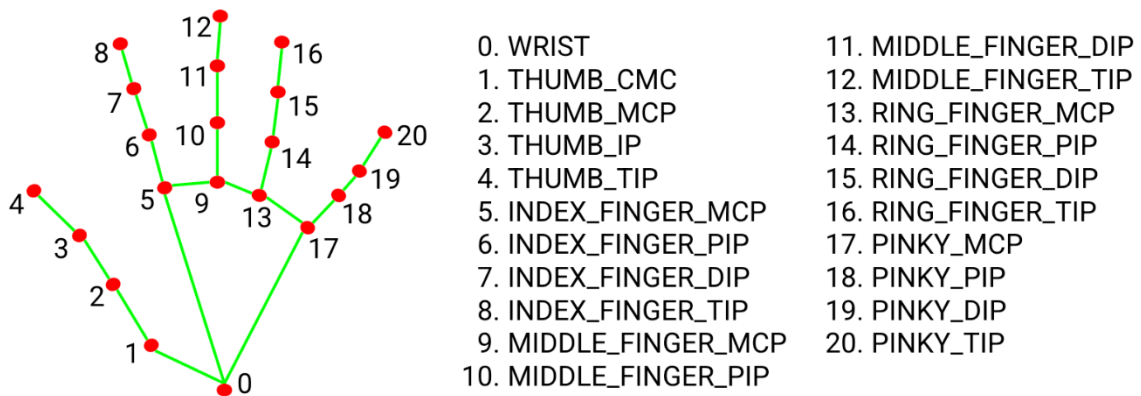 12
8
16
11
7
15
10
20
6
14
19
4
5
9
13
18
3
17
2
1
0
0. WRIST
1. THUMB_CMC
2. THUMB_MCP
3. THUMB_IP
4. THUMB_TIP
5. INDEX_FINGER_MCP
6. INDEX_FINGER_PIP
7. INDEX_FINGER_DIP
8. INDEX_FINGER_TIP
9. MIDDLE_FINGER_MCP
10. MIDDLE_FINGER_PIP
11. MIDDLE_FINGER_DIP
12. MIDDLE_FINGER_TIP
13. RING_FINGER_MCP
14. RING_FINGER_PIP
15. RING_FINGER_DIP
16. RING_FINGER_TIP
17. PINKY_MCP
18. PINKY_PIP
19. PINKY_DIP
20. PINKY_TIP